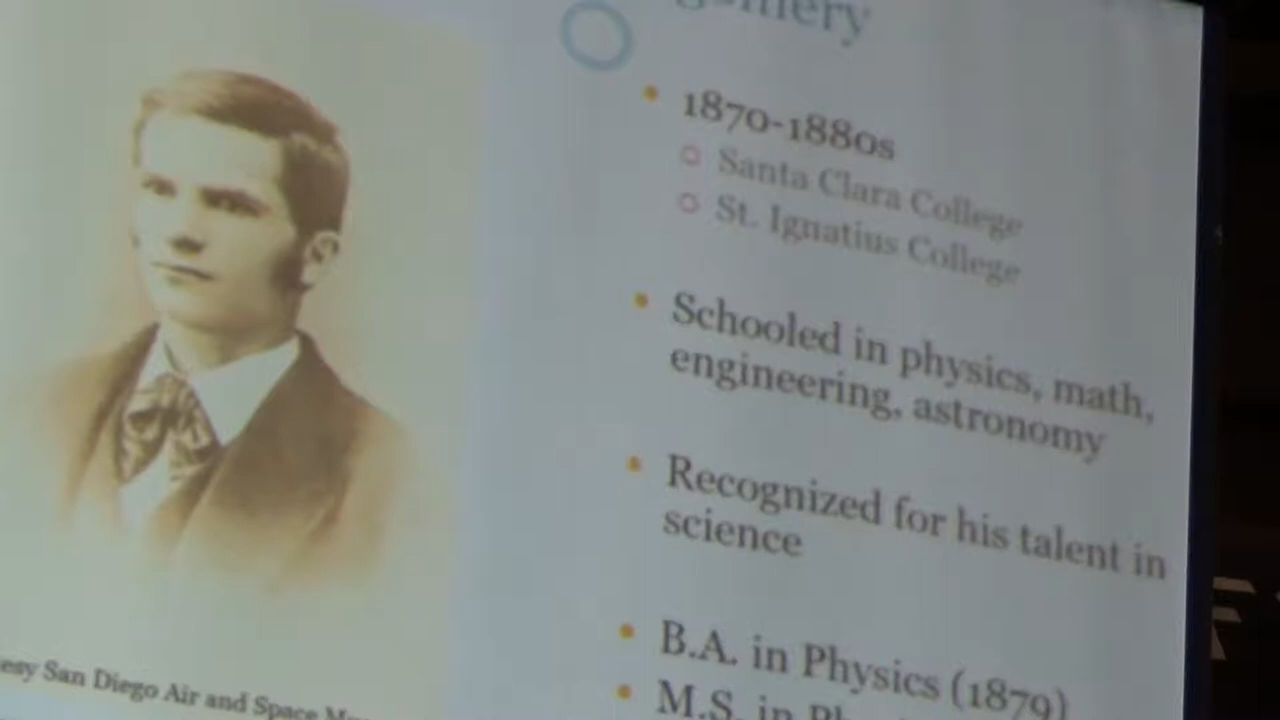 1870-1880s
Santa Clara College
St. Ignatius College
Schooled in physics, math,
engineering, astronomy
Recognized for his talent in
science
B.A. in Physics (1879)
M.S. in
San Diego Air and Space